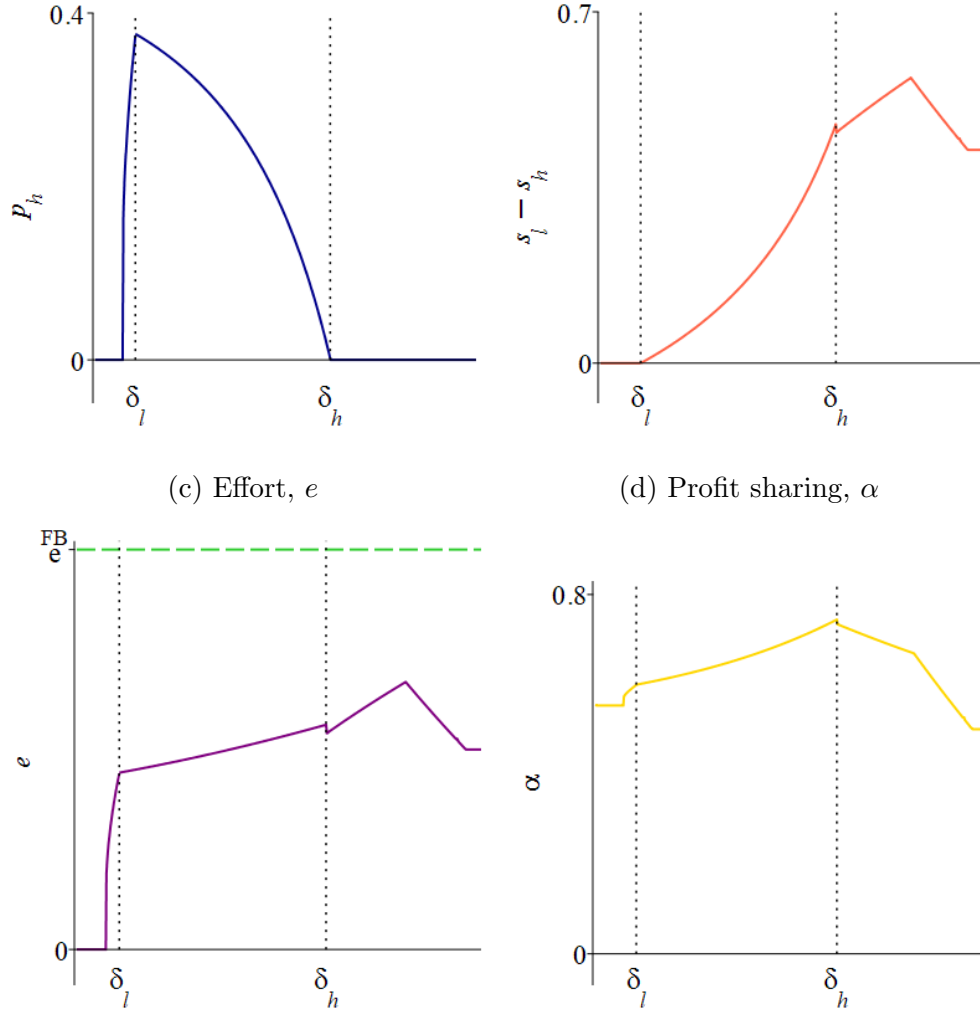 0.4
p_h
0
δ_l
δ_h
0.7
s_l − s_h
0
δ_l
δ_h
(c) Effort, e
(d) Profit sharing, α
e^FB
e
0
δ_l
δ_h
0.8
α
0
δ_l
δ_h